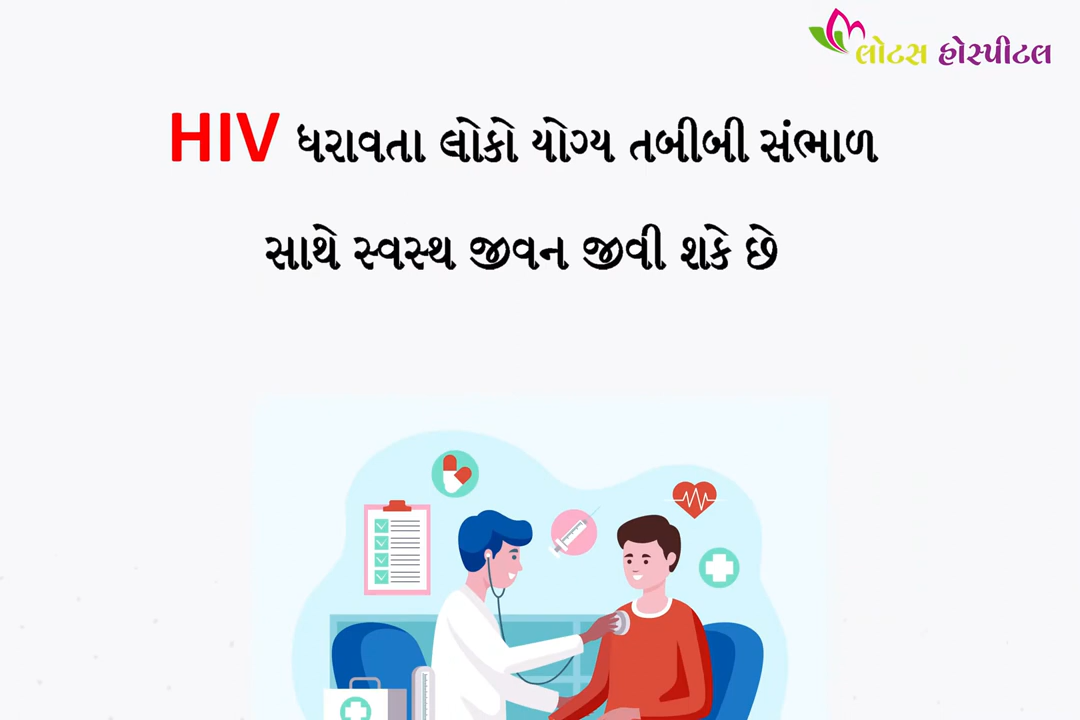 લોટસ હોસ્પીટલ
HIV ધરાવતા લોકો યોગ્ય તબીબી સંભાળ
સાથે સ્વસ્થ જીવન જીવી શકે છે